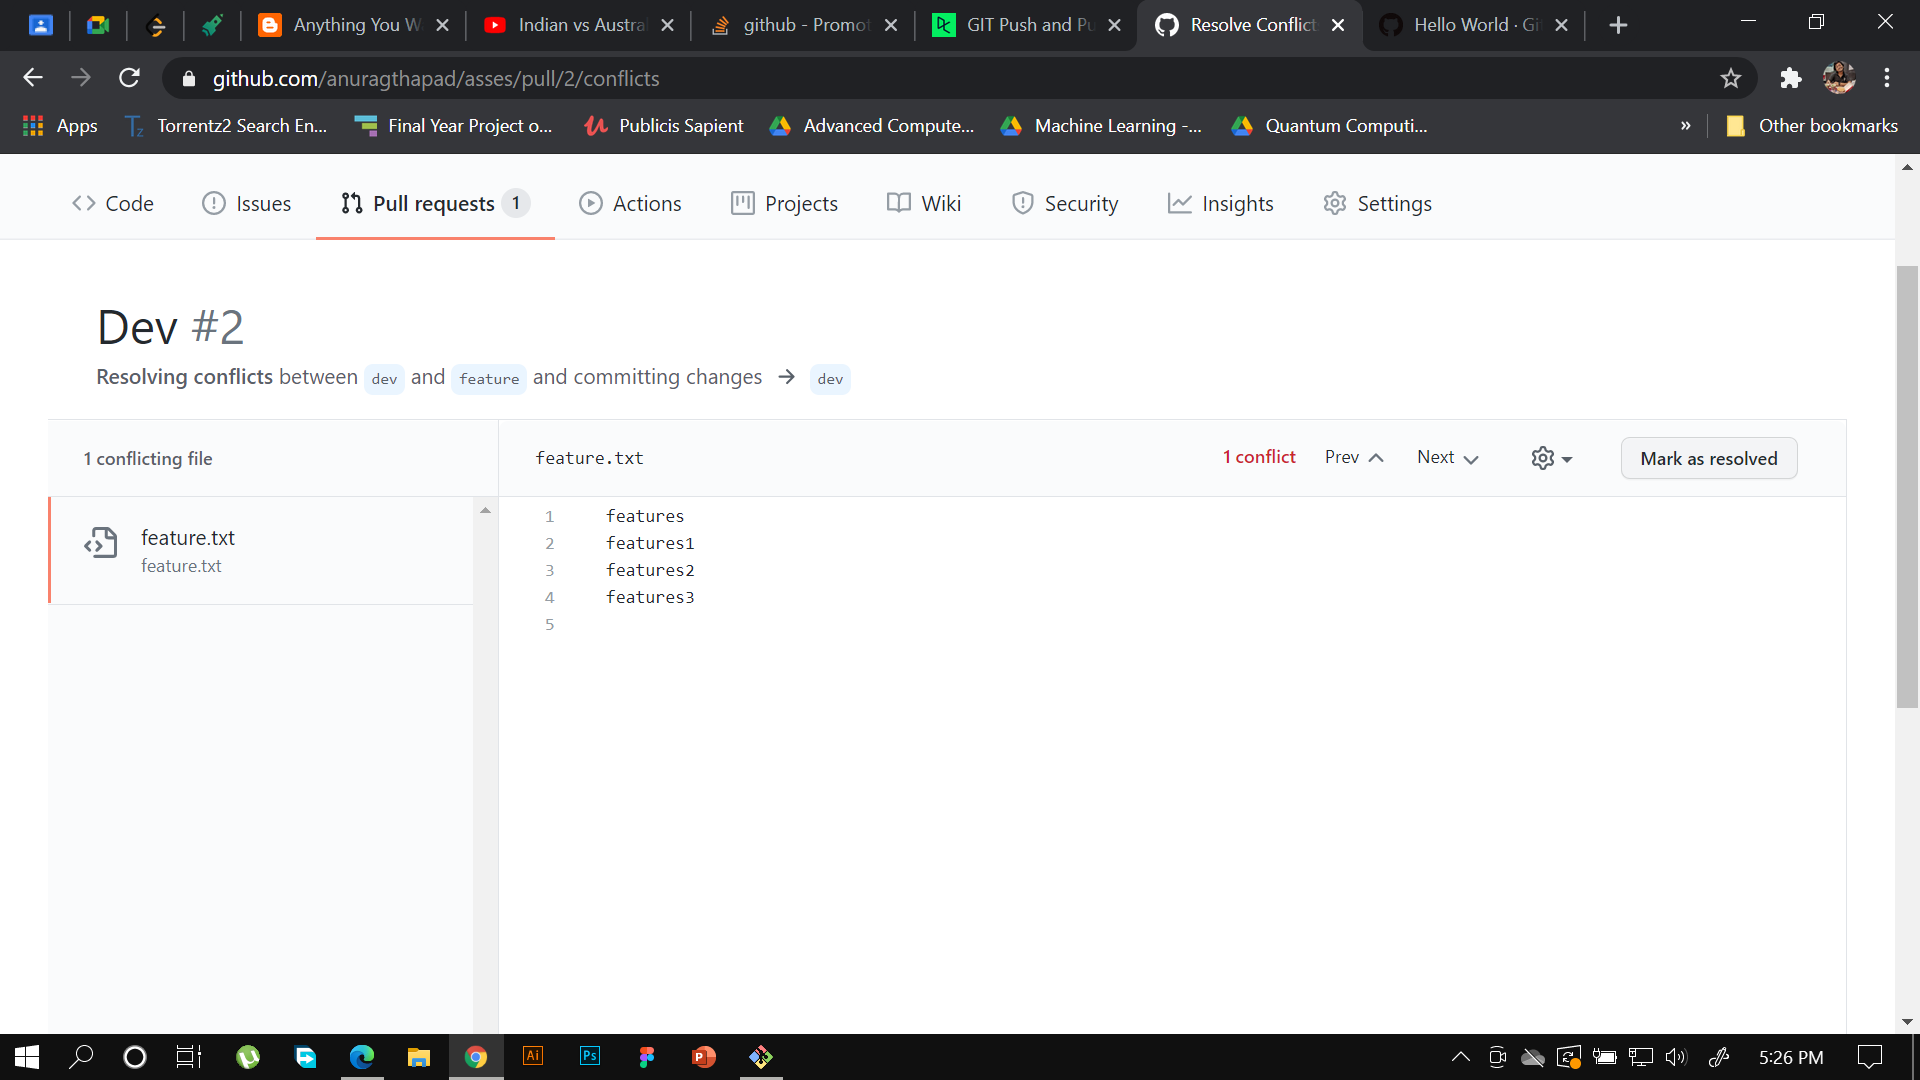 Anything You W
Indian vs Austral
github - Promot
GIT Push and Pu
Resolve Conflict
Hello World · Git
github.com/anuragthapad/asses/pull/2/conflicts
Apps
Tz
Torrentz2 Search En...
Final Year Project o...
Publicis Sapient
Advanced Compute...
Machine Learning -...
Quantum Computi...
»
Other bookmarks
Code
Issues
Pull requests 1
Actions
Projects
Wiki
Security
Insights
Settings
Dev #2
Resolving conflicts between dev and feature and committing changes → dev
1 conflicting file
feature.txt
1 conflict
Prev
Next
Mark as resolved
feature.txt
feature.txt
1 features
2 features1
3 features2
4 features3
5
Ai
Ps
P
5:26 PM